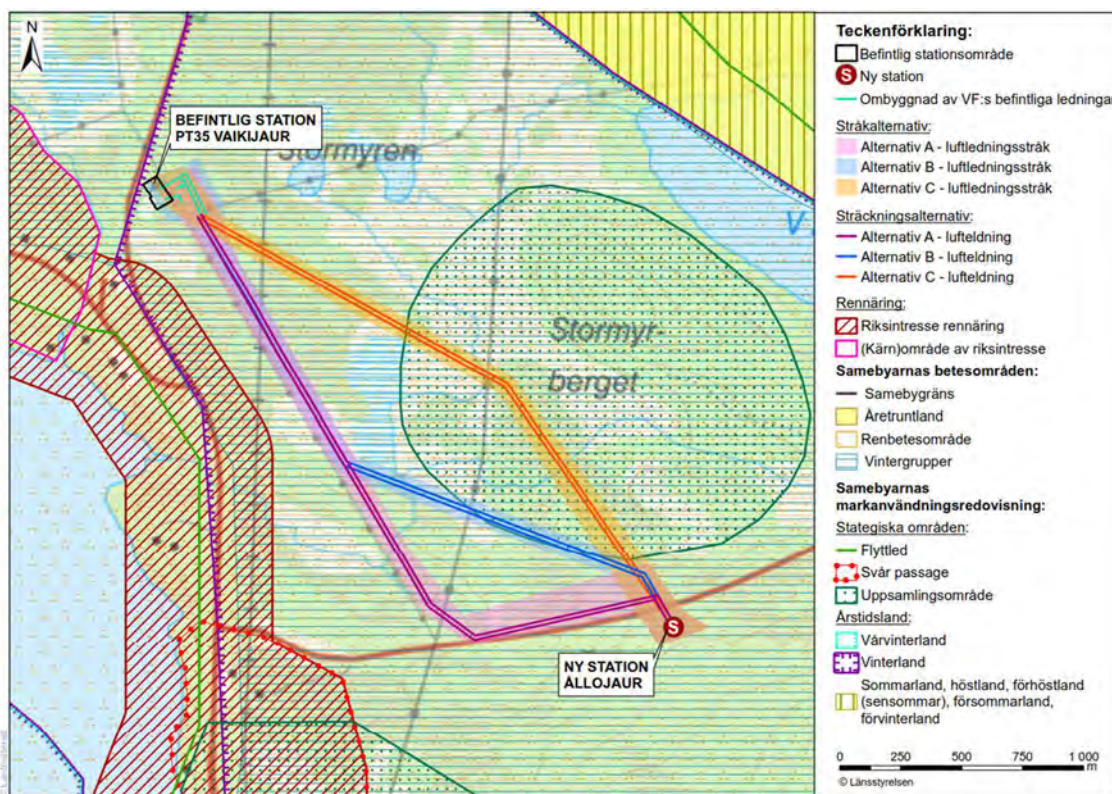 N
BEFINTLIG STATION
PT35 VAIKIJAUR
Stormyren
V
Stormyr-
berget
NY STATION
ÅLLOJAUR
S
Teckenförklaring:
Befintlig stationsområde
S Ny station
Ombyggnad av VF:s befintliga ledningar
Stråkalternativ:
Alternativ A - luftledningsstråk
Alternativ B - luftledningsstråk
Alternativ C - luftledningsstråk
Sträckningsalternativ:
Alternativ A - lufteldning
Alternativ B - lufteldning
Alternativ C - lufteldning
Rennäring:
Riksintresse rennäring
(Kärn)område av riksintresse
Samebyarnas betesområden:
Samebygräns
Åretruntland
Renbetesområde
Vintergrupper
Samebyarnas
markanvändningsredovisning:
Stategiska områden:
Flyttled
Svår passage
Uppsamlingsområde
Årstidsland:
Vårvinterland
Vinterland
Sommarland, höstland, förhöstland
(sensommar), försommarland,
förvinterland
0 250 500 750 1 000
m
© Länsstyrelsen